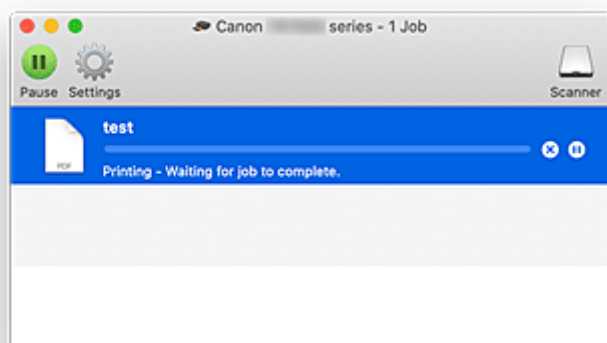 Canon series - 1 Job
Pause Settings Scanner
test
PDF
Printing - Waiting for job to complete.